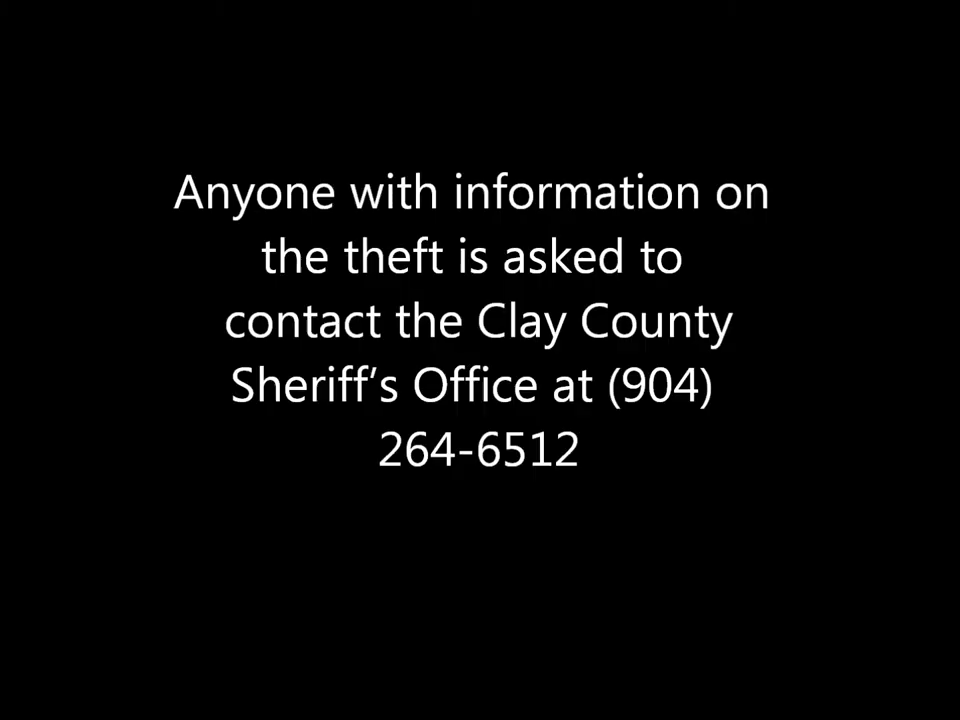 Anyone with information on
the theft is asked to
contact the Clay County
Sheriff’s Office at (904)
264-6512